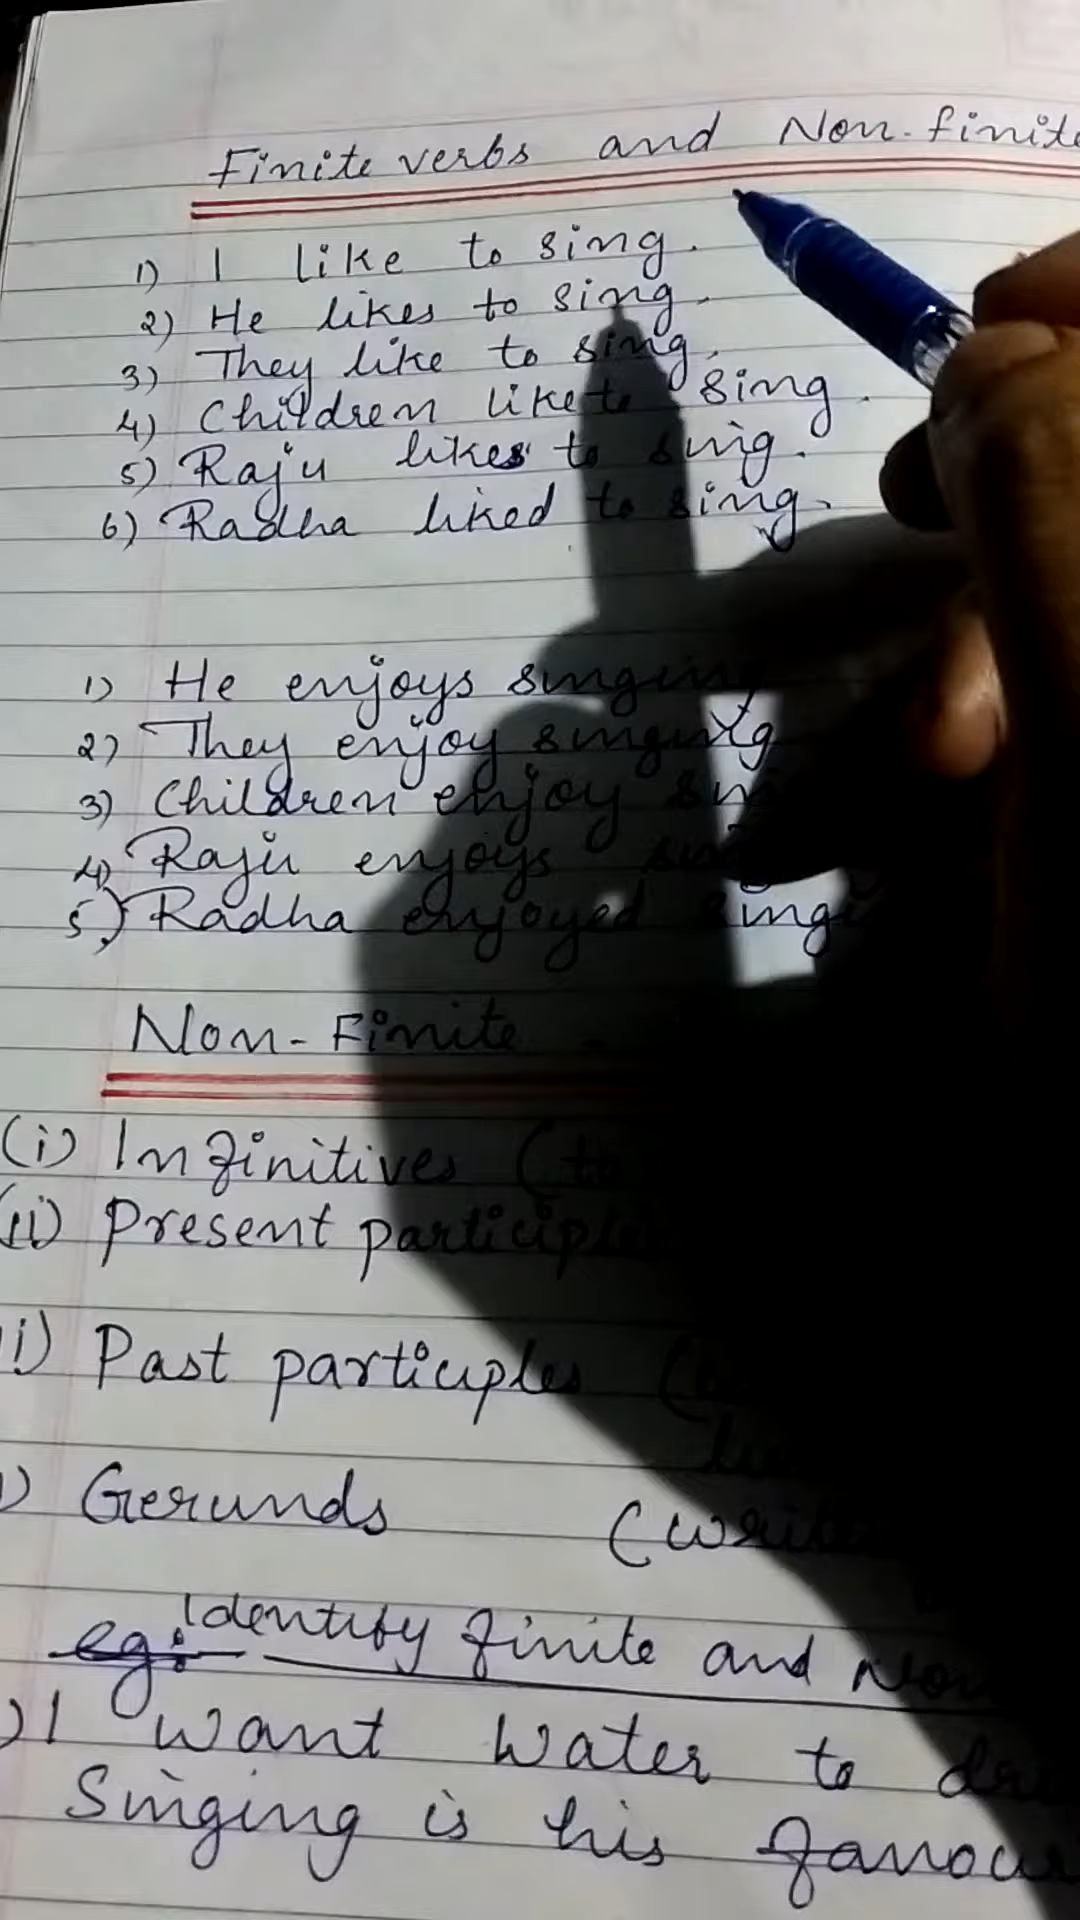 Finite verbs and Non-finite
1) I like to sing.
2) He likes to sing.
3) They like to sing.
4) Children like to sing.
5) Raju likes to sing.
6) Radha liked to sing.
1) He enjoys singing
2) They enjoy singing
3) Children enjoy
4) Raju enjoys
5) Radha enjoyed
Non-Finite -
(i) Infinitives (to
(ii) Present participles
i) Past participles (
) Gerunds (
eg: Identify finite and
) I want water to
Singing is his